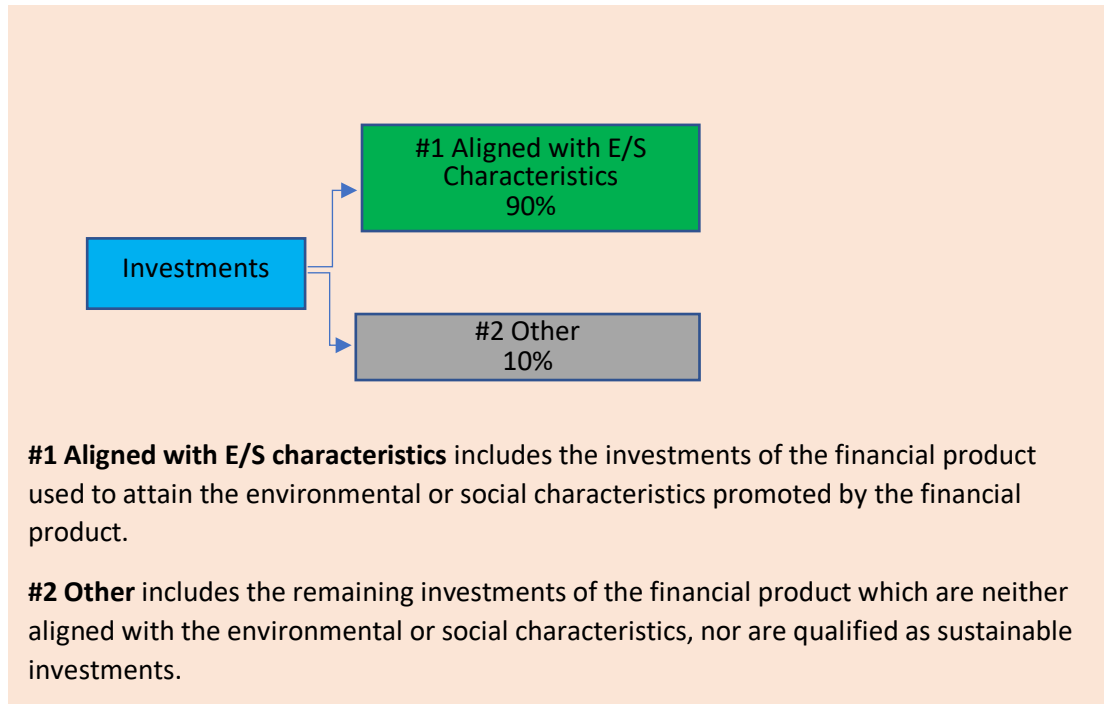 #1 Aligned with E/S
Characteristics
90%
Investments
#2 Other
10%
#1 Aligned with E/S characteristics includes the investments of the financial product
used to attain the environmental or social characteristics promoted by the financial
product.
#2 Other includes the remaining investments of the financial product which are neither
aligned with the environmental or social characteristics, nor are qualified as sustainable
investments.